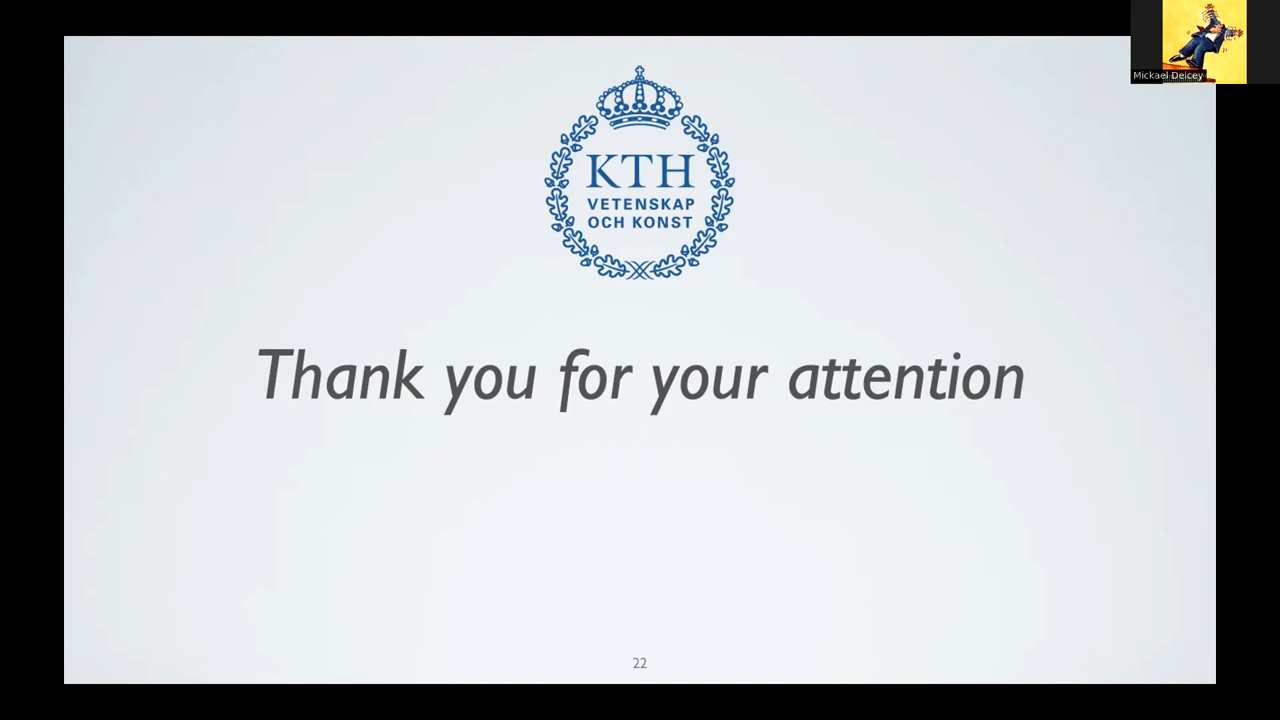 Mickael Delcey
KTH
VETENSKAP
OCH KONST
Thank you for your attention
22